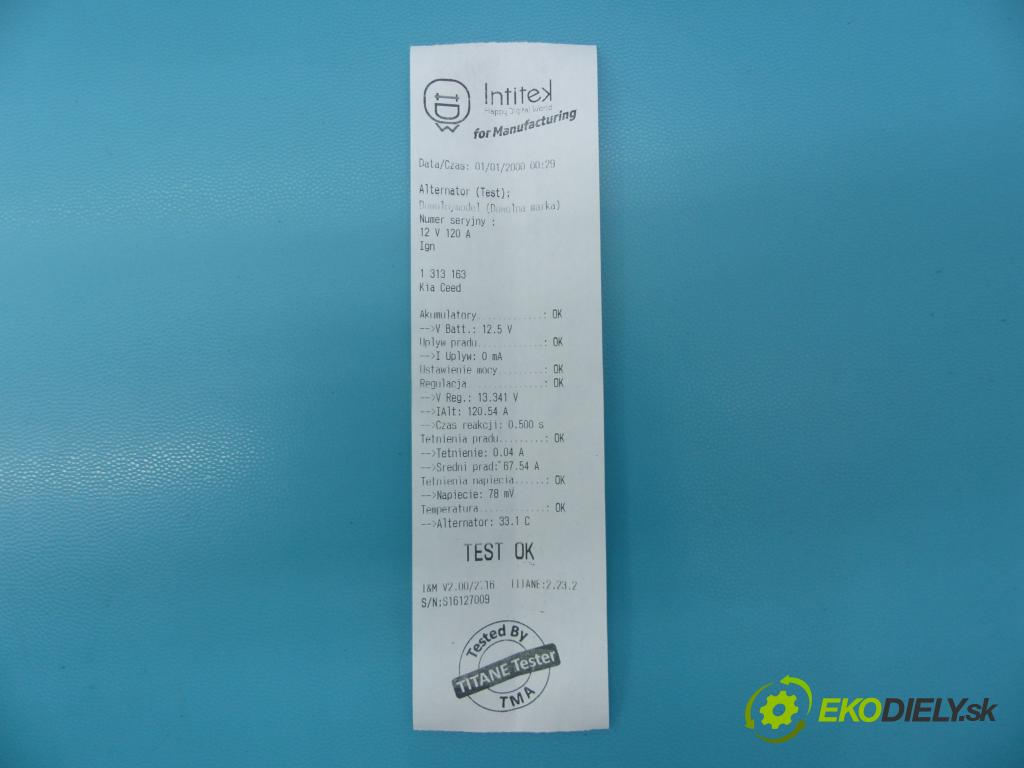 Intitek
Happy Digital World
for Manufacturing
Data/Czas: 01/01/2000 00:29
Alternator (Test):
(Dowolna marka)
Numer seryjny :
12 V 120 A
Ign
1 313 163
Kia Ceed
Akumulatory............: OK
-->V Batt.: 12.5 V
Uplyw pradu............: OK
-->I Uplyw: 0 mA
Ustawienie mocy........: OK
Regulacja..............: OK
-->V Reg.: 13.341 V
-->IAlt: 120.54 A
-->Czas reakcji: 0.500 s
Tetnienia pradu........: OK
-->Tetnienie: 0.04 A
-->Sredni prad: 67.54 A
Tetnienia napiecia.....: OK
-->Napiecie: 78 mV
Temperatura............: OK
-->Alternator: 33.1 C
TEST OK
I&M V2.00/2.16 TITANE:2.23.2
S/N:S16127009
Tested By
TITANE Tester
TMA
EKODIELY.sk